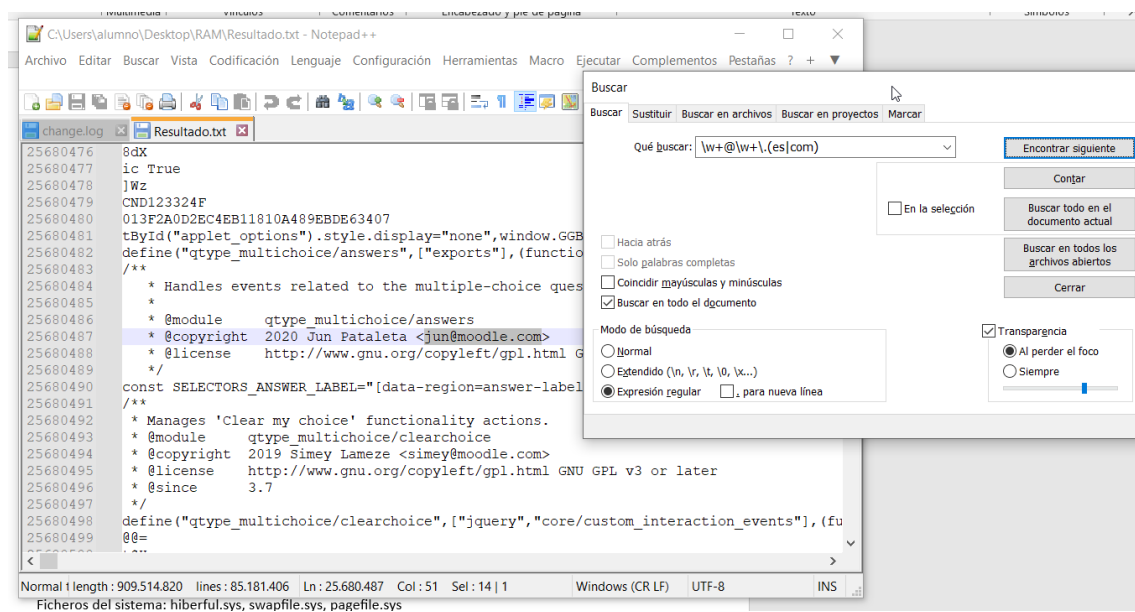 Multimedia Vínculos Comentarios Encabezado y pie de página Texto Símbolos
C:\Users\alumno\Desktop\RAM\Resultado.txt - Notepad++
Archivo Editar Buscar Vista Codificación Lenguaje Configuración Herramientas Macro Ejecutar Complementos Pestañas ? +
change.log Resultado.txt
25680476 8dX
25680477 ic True
25680478 ]Wz
25680479 CND123324F
25680480 013F2A0D2EC4EB11810A489EBDE63407
25680481 tById("applet_options").style.display="none",window.GGB
25680482 define("qtype_multichoice/answers",["exports"],(functio
25680483 /**
25680484 * Handles events related to the multiple-choice ques
25680485 *
25680486 * @module qtype_multichoice/answers
25680487 * @copyright 2020 Jun Pataleta <jun@moodle.com>
25680488 * @license http://www.gnu.org/copyleft/gpl.html G
25680489 */
25680490 const SELECTORS_ANSWER_LABEL="[data-region=answer-label
25680491 /**
25680492 * Manages 'Clear my choice' functionality actions.
25680493 * @module qtype_multichoice/clearchoice
25680494 * @copyright 2019 Simey Lameze <simey@moodle.com>
25680495 * @license http://www.gnu.org/copyleft/gpl.html GNU GPL v3 or later
25680496 * @since 3.7
25680497 */
25680498 define("qtype_multichoice/clearchoice",["jquery","core/custom_interaction_events"],(fu
25680499 @@=
Normal t length : 909.514.820 lines : 85.181.406 Ln : 25.680.487 Col : 51 Sel : 14 | 1 Windows (CR LF) UTF-8 INS
Ficheros del sistema: hiberful.sys, swapfile.sys, pagefile.sys
Buscar
Buscar Sustituir Buscar en archivos Buscar en proyectos Marcar
Qué buscar: \w+@\w+\.(es|com)
Encontrar siguiente
Contar
En la selección
Buscar todo en el
documento actual
Buscar en todos los
archivos abiertos
Cerrar
Hacia atrás
Solo palabras completas
Coincidir mayúsculas y minúsculas
Buscar en todo el documento
Modo de búsqueda
Normal
Extendido (\n, \r, \t, \0, \x...)
Expresión regular . para nueva línea
Transparencia
Al perder el foco
Siempre